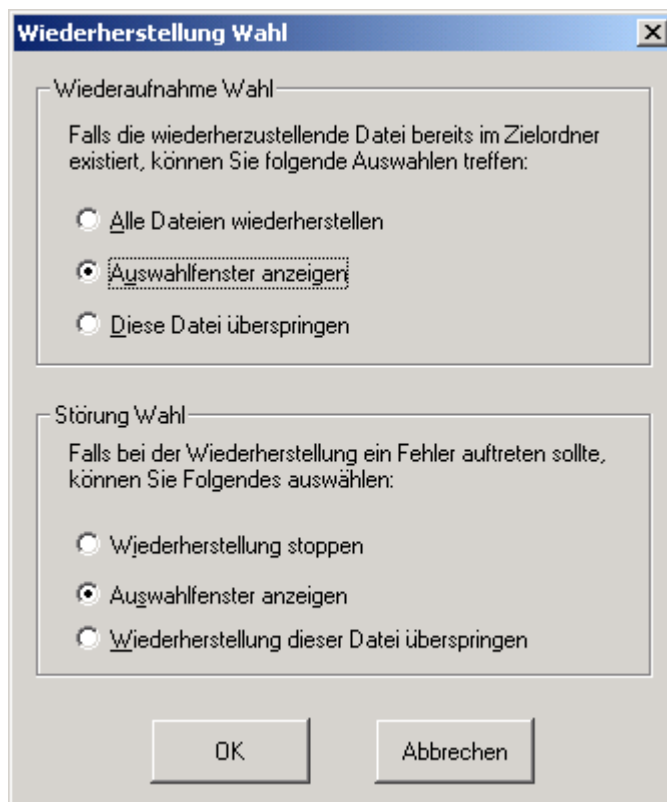 Wiederherstellung Wahl
Wiederaufnahme Wahl
Falls die wiederherzustellende Datei bereits im Zielordner
existiert, können Sie folgende Auswahlen treffen:
Alle Dateien wiederherstellen
Auswahlfenster anzeigen
Diese Datei überspringen
Störung Wahl
Falls bei der Wiederherstellung ein Fehler auftreten sollte,
können Sie Folgendes auswählen:
Wiederherstellung stoppen
Auswahlfenster anzeigen
Wiederherstellung dieser Datei überspringen
OK
Abbrechen